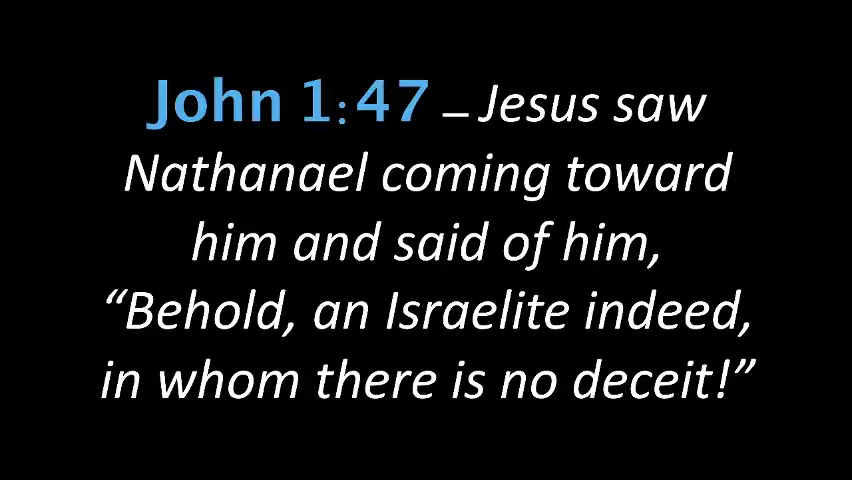 John 1:47 – Jesus saw
Nathanael coming toward
him and said of him,
“Behold, an Israelite indeed,
in whom there is no deceit!”